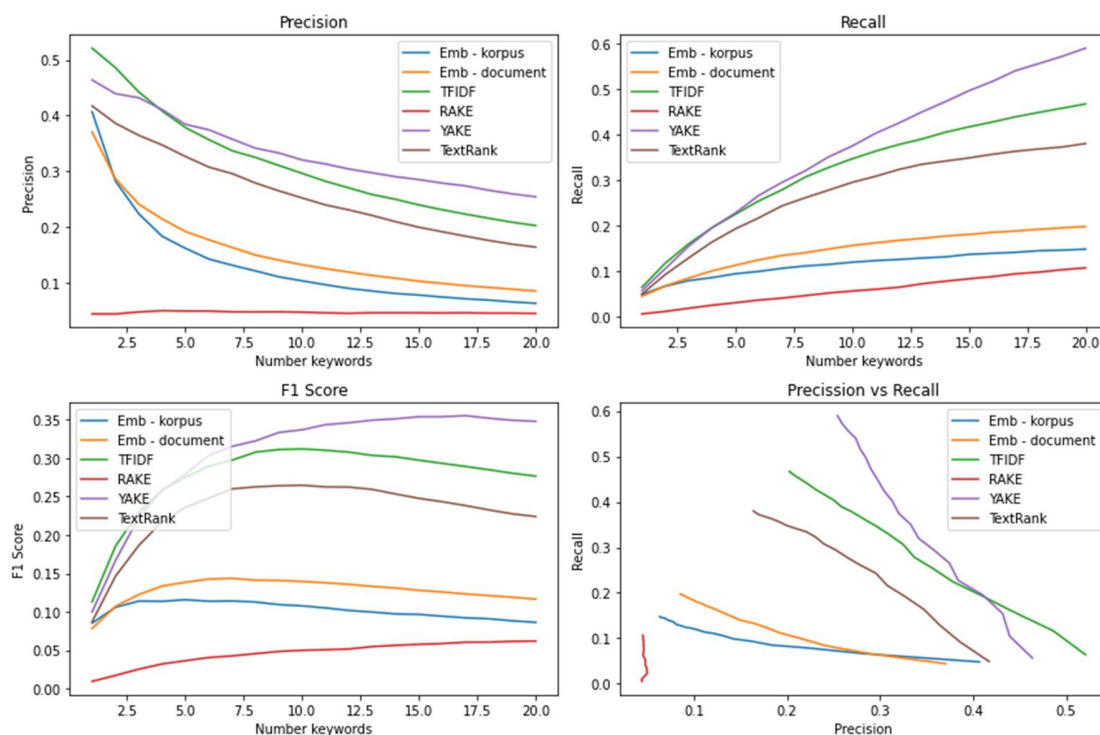 Precision
0.5
0.4
0.3
0.2
0.1
Precision
Emb - korpus
Emb - document
TFIDF
RAKE
YAKE
TextRank
2.5 5.0 7.5 10.0 12.5 15.0 17.5 20.0
Number keywords
Recall
0.6
0.5
0.4
0.3
0.2
0.1
0.0
Recall
Emb - korpus
Emb - document
TFIDF
RAKE
YAKE
TextRank
2.5 5.0 7.5 10.0 12.5 15.0 17.5 20.0
Number keywords
F1 Score
0.35
0.30
0.25
0.20
0.15
0.10
0.05
0.00
F1 Score
Emb - korpus
Emb - document
TFIDF
RAKE
YAKE
TextRank
2.5 5.0 7.5 10.0 12.5 15.0 17.5 20.0
Number keywords
Precission vs Recall
0.6
0.5
0.4
0.3
0.2
0.1
0.0
Recall
Emb - korpus
Emb - document
TFIDF
RAKE
YAKE
TextRank
0.1 0.2 0.3 0.4 0.5
Precision